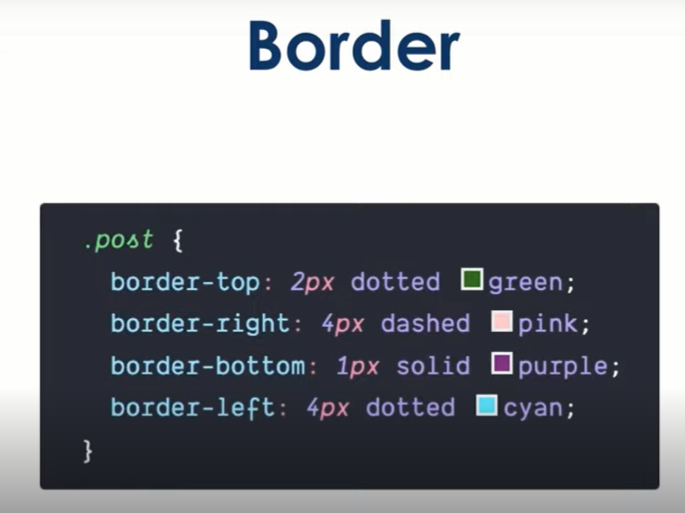 Border
.post {
border-top: 2px dotted green;
border-right: 4px dashed pink;
border-bottom: 1px solid purple;
border-left: 4px dotted cyan;
}